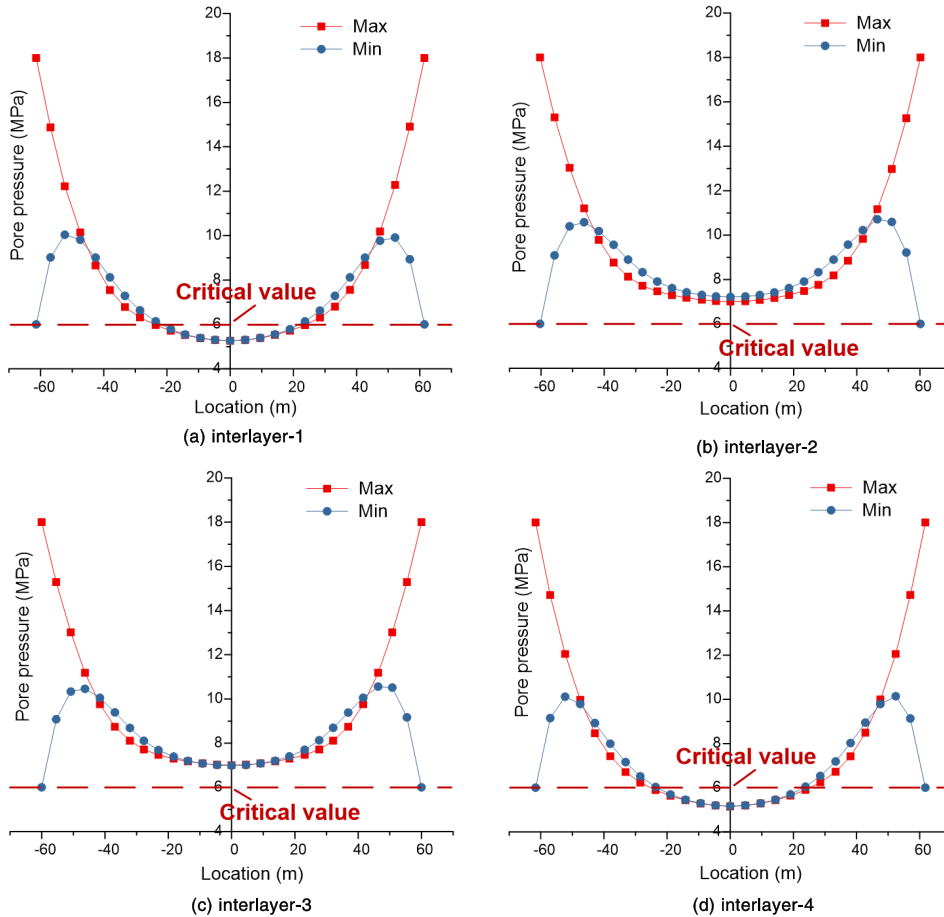 20
18
16
14
12
10
8
6
4
Pore pressure (MPa)
Max
Min
Critical value
-60
-40
-20
0
20
40
60
Location (m)
(a) interlayer-1
20
18
16
14
12
10
8
6
4
Pore pressure (MPa)
Max
Min
Critical value
-60
-40
-20
0
20
40
60
Location (m)
(b) interlayer-2
20
18
16
14
12
10
8
6
4
Pore pressure (MPa)
Max
Min
Critical value
-60
-40
-20
0
20
40
60
Location (m)
(c) interlayer-3
20
18
16
14
12
10
8
6
4
Pore pressure (MPa)
Max
Min
Critical value
-60
-40
-20
0
20
40
60
Location (m)
(d) interlayer-4